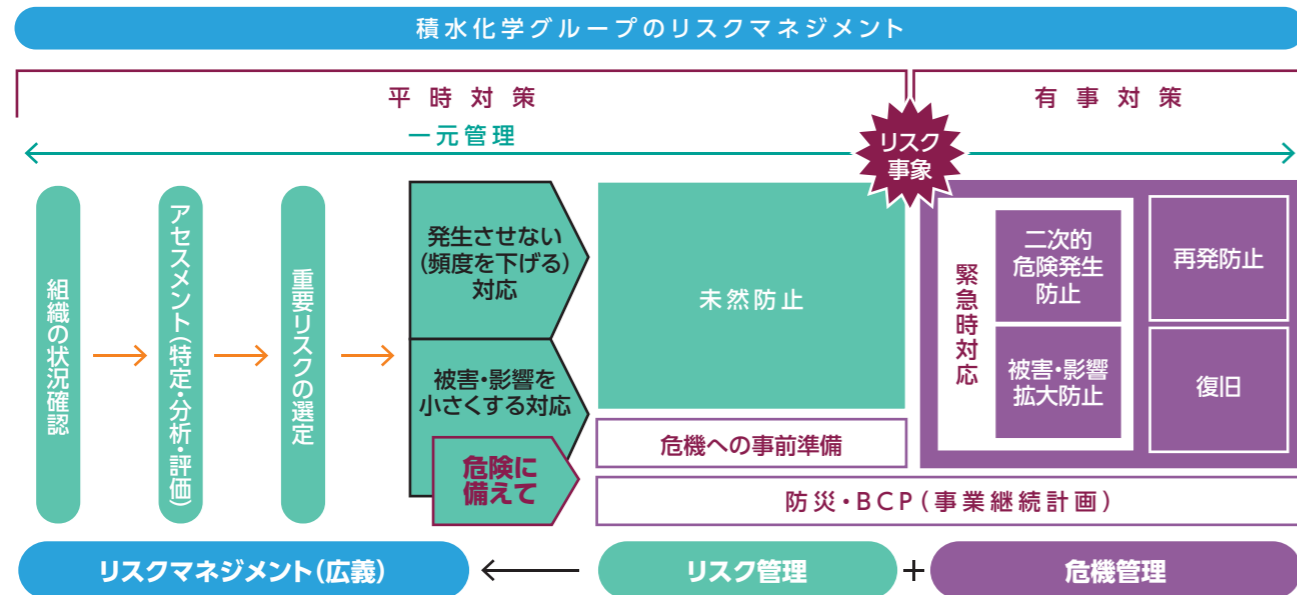 積水化学グループのリスクマネジメント
平時対策
有事対策
一元管理
リスク
事象
組織の状況確認
アセスメント(特定・分析・評価)
重要リスクの選定
発生させない
(頻度を下げる)
対応
被害・影響を
小さくする対応
危険に
備えて
未然防止
危機への事前準備
緊急時対応
二次的
危険発生
防止
被害・影響
拡大防止
再発防止
復旧
防災・BCP(事業継続計画)
リスクマネジメント(広義)
リスク管理
+
危機管理